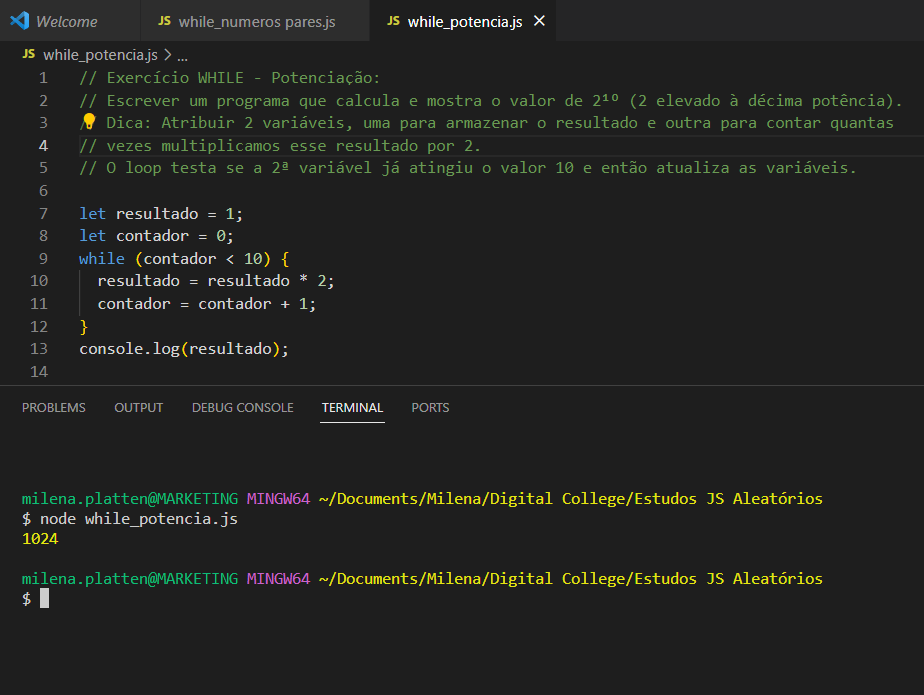 Welcome
JS while_numeros pares.js
JS while_potencia.js
JS while_potencia.js > ...
1 // Exercício WHILE - Potenciação:
2 // Escrever um programa que calcula e mostra o valor de 2¹⁰ (2 elevado à décima potência).
3 / Dica: Atribuir 2 variáveis, uma para armazenar o resultado e outra para contar quantas
4 // vezes multiplicamos esse resultado por 2.
5 // O loop testa se a 2ª variável já atingiu o valor 10 e então atualiza as variáveis.
6
7 let resultado = 1;
8 let contador = 0;
9 while (contador < 10) {
10 resultado = resultado * 2;
11 contador = contador + 1;
12 }
13 console.log(resultado);
14
PROBLEMS OUTPUT DEBUG CONSOLE TERMINAL PORTS
milena.platten@MARKETING MINGW64 ~/Documents/Milena/Digital College/Estudos JS Aleatórios
$ node while_potencia.js
1024
milena.platten@MARKETING MINGW64 ~/Documents/Milena/Digital College/Estudos JS Aleatórios
$